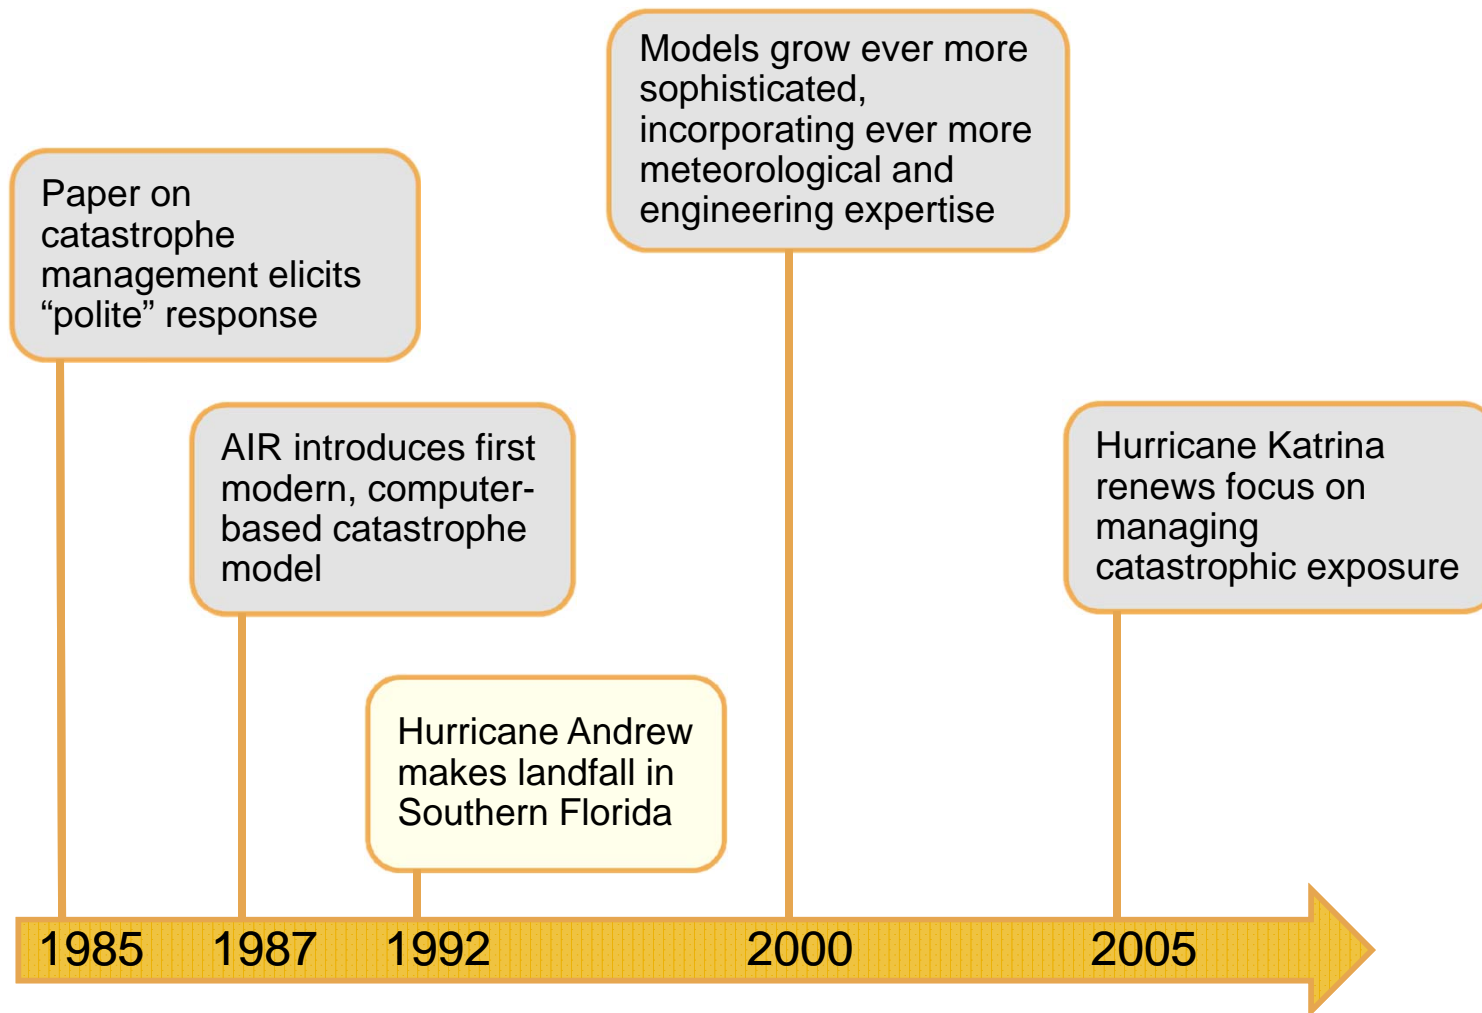 Paper on
catastrophe
management elicits
“polite” response
AIR introduces first
modern, computer-
based catastrophe
model
Hurricane Andrew
makes landfall in
Southern Florida
Models grow ever more
sophisticated,
incorporating ever more
meteorological and
engineering expertise
Hurricane Katrina
renews focus on
managing
catastrophic exposure
1985
1987
1992
2000
2005